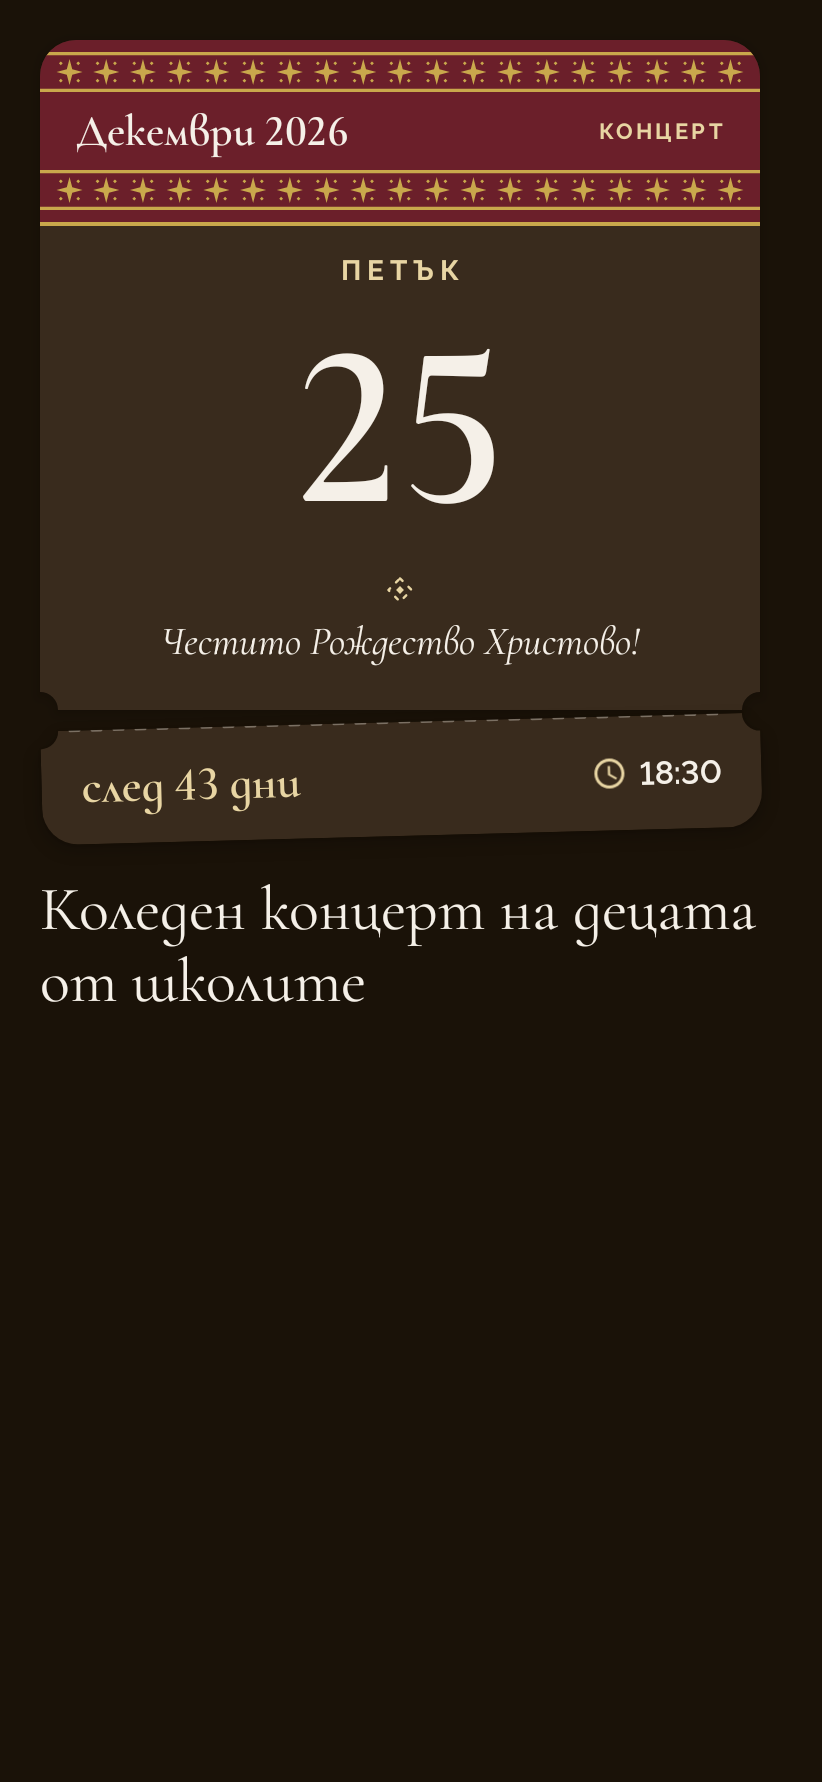 Декември 2026
КОНЦЕРТ
ПЕТЪК
25
Честито Рождество Христово!
след 43 дни
18:30
Коледен концерт на децата
от школите